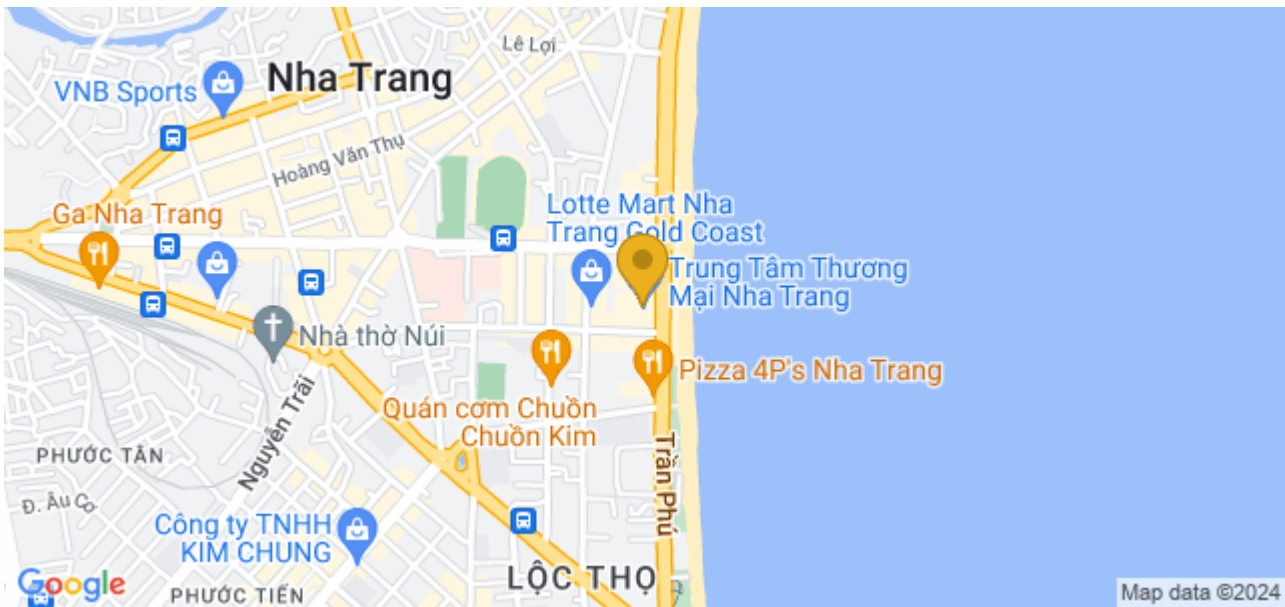 Lê Lợi
Nha Trang
VNB Sports
Hoàng Văn Thụ
Ga Nha Trang
Lotte Mart Nha
Trang Gold Coast
Trung Tâm Thương
Mại Nha Trang
Nhà thờ Núi
Pizza 4P's Nha Trang
Quán cơm Chuồn
Chuồn Kim
Nguyễn Trãi
Trần Phú
PHƯỚC TÂN
Đ. Âu Cơ
Công ty TNHH
KIM CHUNG
LỘC THỌ
PHƯỚC TIẾN
Google
Map data ©2024